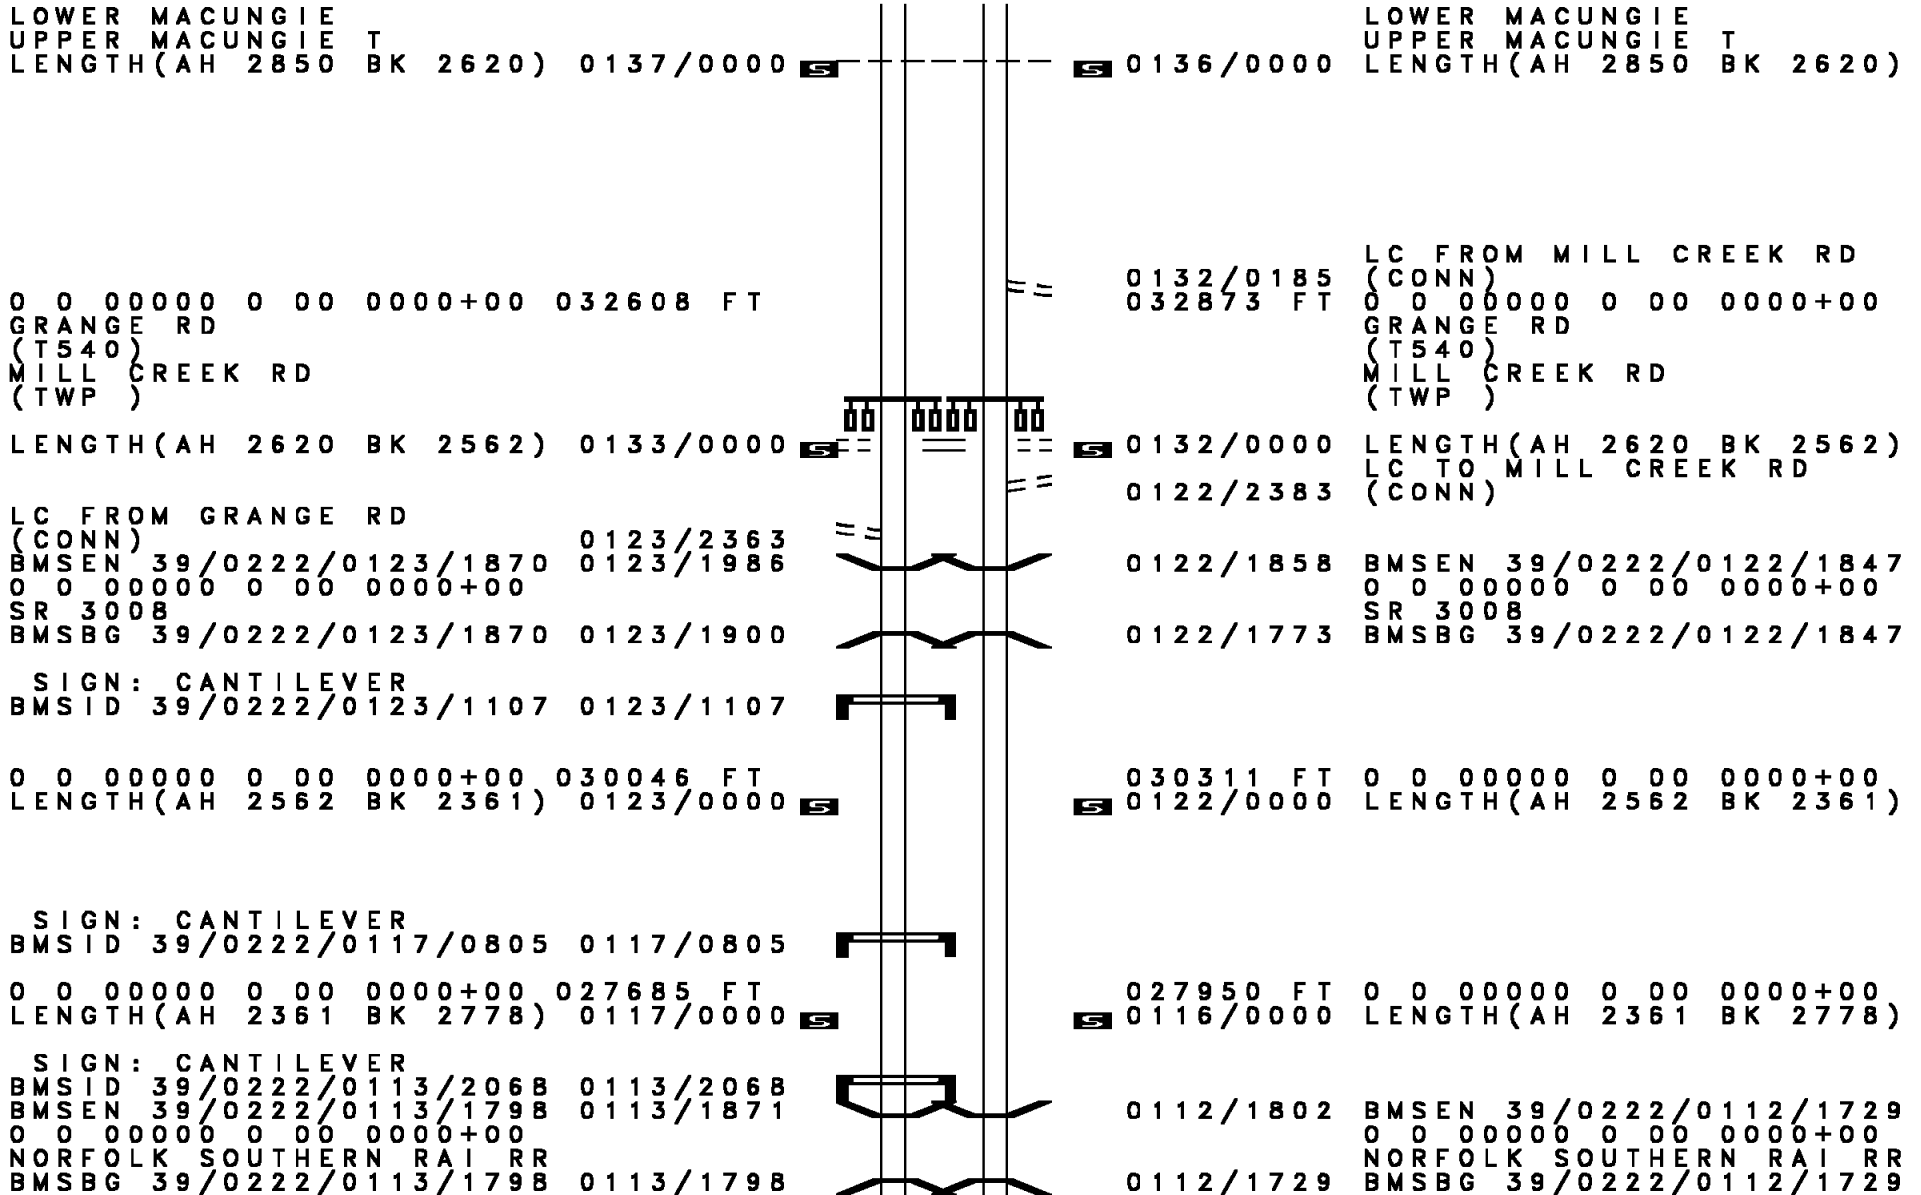 LOWER MACUNGIE
UPPER MACUNGIE T
LENGTH(AH 2850 BK 2620) 0137/0000 S
S 0136/0000 LENGTH(AH 2850 BK 2620)
LOWER MACUNGIE
UPPER MACUNGIE T
LC FROM MILL CREEK RD
0132/0185 (CONN)
0 0 00000 0 00 0000+00 032608 FT
032873 FT 0 0 00000 0 00 0000+00
GRANGE RD
(T540)
MILL CREEK RD
(TWP )
GRANGE RD
(T540)
MILL CREEK RD
(TWP )
LENGTH(AH 2620 BK 2562) 0133/0000 S
S 0132/0000 LENGTH(AH 2620 BK 2562)
LC TO MILL CREEK RD
0122/2383 (CONN)
LC FROM GRANGE RD
(CONN) 0123/2363
BMSEN 39/0222/0123/1870 0123/1986
0122/1858 BMSEN 39/0222/0122/1847
0 0 00000 0 00 0000+00
0 0 00000 0 00 0000+00
SR 3008
SR 3008
BMSBG 39/0222/0123/1870 0123/1900
0122/1773 BMSBG 39/0222/0122/1847
SIGN: CANTILEVER
BMSID 39/0222/0123/1107 0123/1107
0 0 00000 0 00 0000+00 030046 FT
030311 FT 0 0 00000 0 00 0000+00
LENGTH(AH 2562 BK 2361) 0123/0000 S
S 0122/0000 LENGTH(AH 2562 BK 2361)
SIGN: CANTILEVER
BMSID 39/0222/0117/0805 0117/0805
0 0 00000 0 00 0000+00 027685 FT
027950 FT 0 0 00000 0 00 0000+00
LENGTH(AH 2361 BK 2778) 0117/0000 S
S 0116/0000 LENGTH(AH 2361 BK 2778)
SIGN: CANTILEVER
BMSID 39/0222/0113/2068 0113/2068
BMSEN 39/0222/0113/1798 0113/1871
0112/1802 BMSEN 39/0222/0112/1729
0 0 00000 0 00 0000+00
0 0 00000 0 00 0000+00
NORFOLK SOUTHERN RAI RR
NORFOLK SOUTHERN RAI RR
BMSBG 39/0222/0113/1798 0113/1798
0112/1729 BMSBG 39/0222/0112/1729